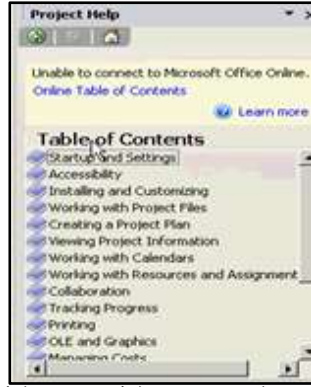 Project Help
Unable to connect to Microsoft Office Online.
Online Table of Contents
Learn more
Table of Contents
Startup and Settings
Accessibility
Installing and Customizing
Working with Project Files
Creating a Project Plan
Viewing Project Information
Working with Calendars
Working with Resources and Assignment
Collaboration
Tracking Progress
Printing
OLE and Graphics
Managing Costs